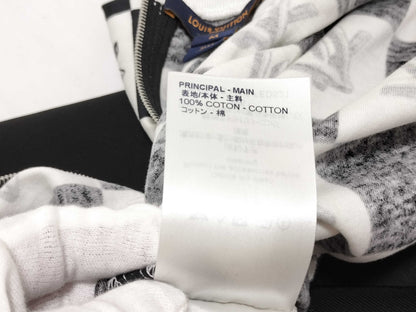 LOUIS VUITTON
M
PRINCIPAL - MAIN
表地/本体 - 主料
100% COTON - COTTON
コットン - 棉